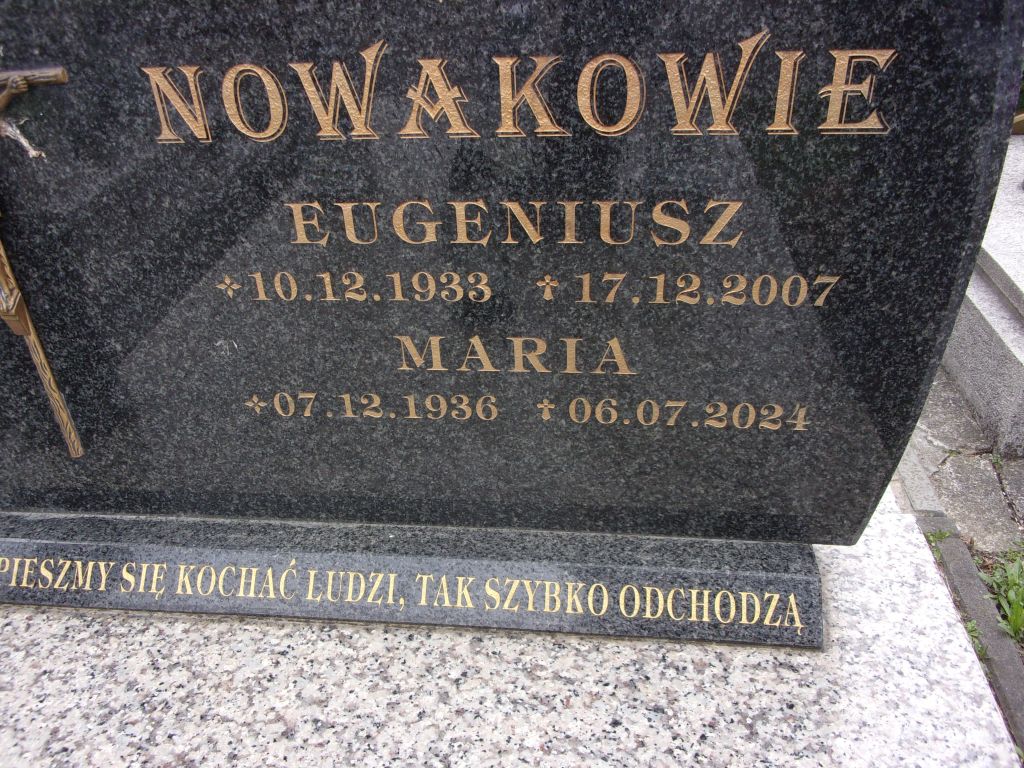 NOWAKOWIE
EUGENIUSZ
10.12.1933 17.12.2007
MARIA
07.12.1936 06.07.2024
PIESZMY SIĘ KOCHAĆ LUDZI, TAK SZYBKO ODCHODZĄ